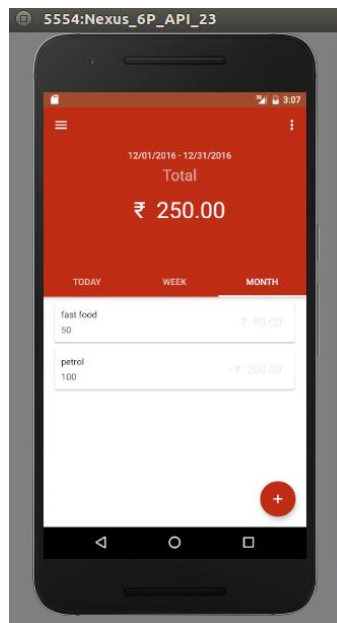 5554:Nexus_6P_API_23
3:07
12/01/2016 - 12/31/2016
Total
₹ 250.00
TODAY WEEK MONTH
fast food
50
-₹ 50.00
petrol
100
-₹ 200.00
+